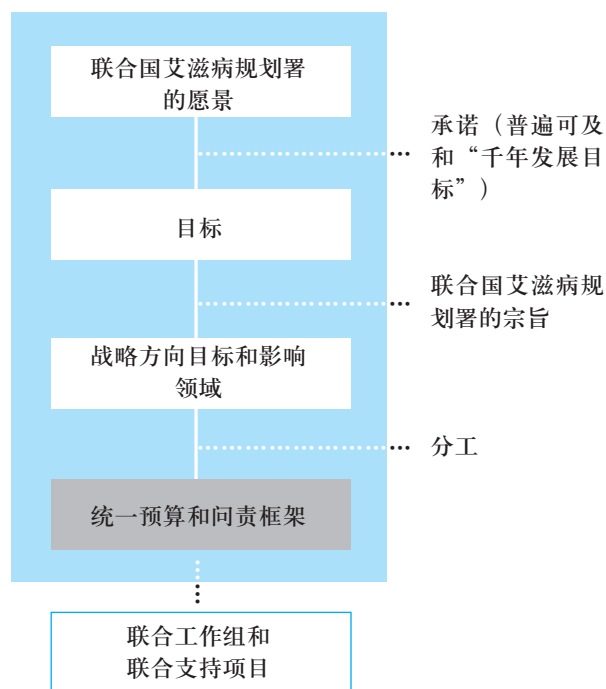 联合国艾滋病规划署
的愿景
承诺（普遍可及
和“千年发展目
标”）
目标
联合国艾滋病规
划署的宗旨
战略方向目标和影响
领域
分工
统一预算和问责框架
联合工作组和
联合支持项目